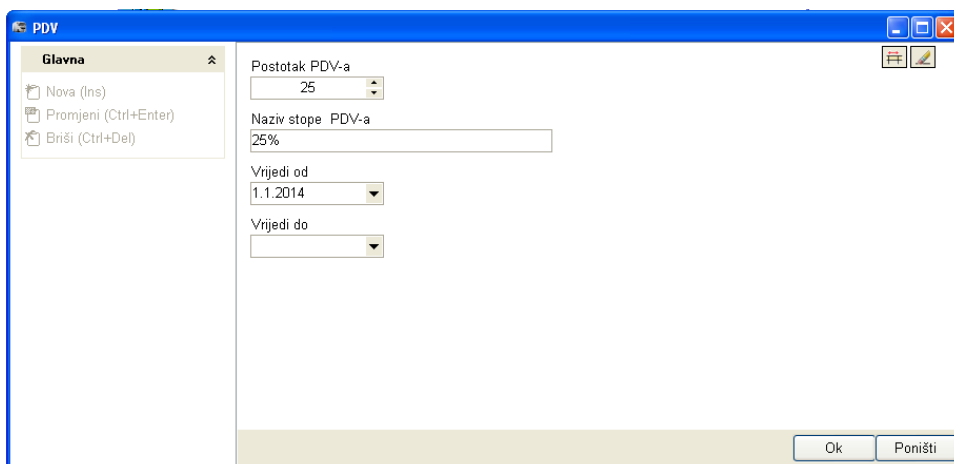 PDV
Glavna
Nova (Ins)
Promjeni (Ctrl+Enter)
Briši (Ctrl+Del)
Postotak PDV-a
25
Naziv stope PDV-a
25%
Vrijedi od
1.1.2014
Vrijedi do
Ok Poništi